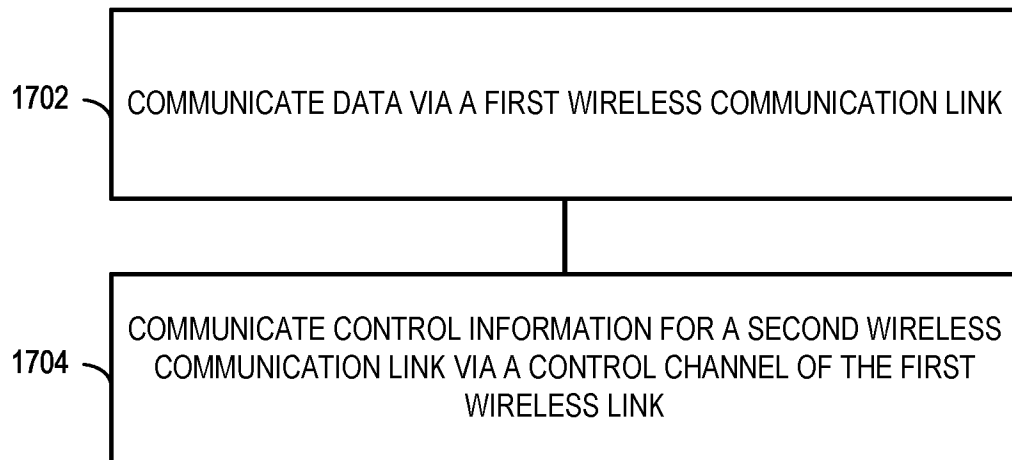 1702
COMMUNICATE DATA VIA A FIRST WIRELESS COMMUNICATION LINK
1704
COMMUNICATE CONTROL INFORMATION FOR A SECOND WIRELESS
COMMUNICATION LINK VIA A CONTROL CHANNEL OF THE FIRST
WIRELESS LINK